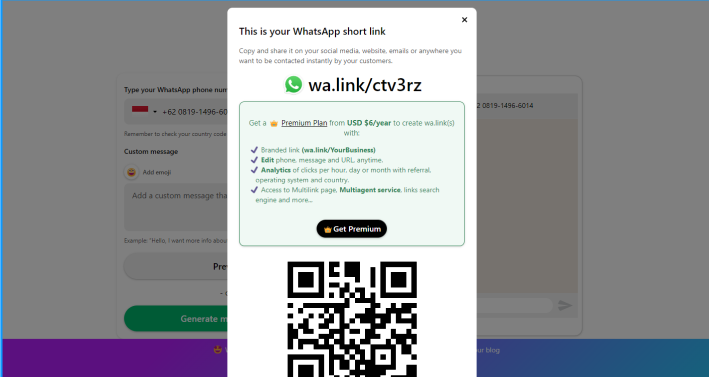 This is your WhatsApp short link
Copy and share it on your social media, website, emails or anywhere you
want to be contacted instantly by your customers.
wa.link/ctv3rz
Get a Premium Plan from USD $6/year to create wa.link(s)
with:
Branded link (wa.link/YourBusiness)
Edit phone, message and URL, anytime.
Analytics of clicks per hour, day or month with referral,
operating system and country.
Access to Multilink page, Multiagent service, links search
engine and more...
Get Premium
Type your WhatsApp phone num
+62 0819-1496-60
Remember to check your country code
Custom message
Add emoji
Add a custom message tha
Example: "Hello, I want more info abou
Pre
Generate m
2 0819-1496-6014
ur blog